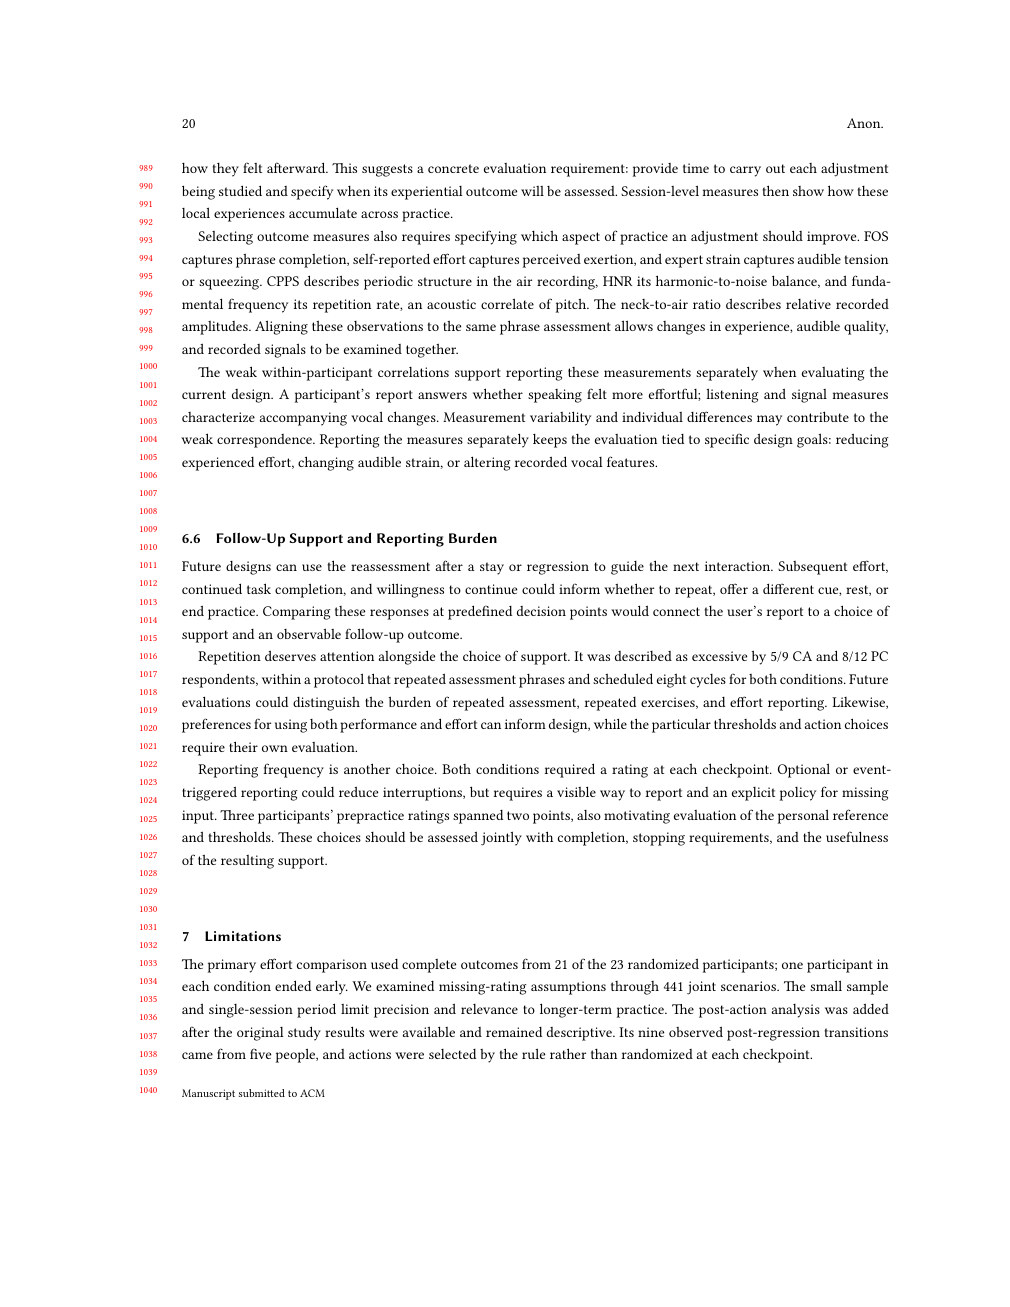 20 Anon.
989 how they felt afterward. This suggests a concrete evaluation requirement: provide time to carry out each adjustment
990 being studied and specify when its experiential outcome will be assessed. Session-level measures then show how these
991 local experiences accumulate across practice.
992
993 Selecting outcome measures also requires specifying which aspect of practice an adjustment should improve. FOS
994 captures phrase completion, self-reported effort captures perceived exertion, and expert strain captures audible tension
995 or squeezing. CPPS describes periodic structure in the air recording, HNR its harmonic-to-noise balance, and funda-
996
997 mental frequency its repetition rate, an acoustic correlate of pitch. The neck-to-air ratio describes relative recorded
998 amplitudes. Aligning these observations to the same phrase assessment allows changes in experience, audible quality,
999 and recorded signals to be examined together.
1000 The weak within-participant correlations support reporting these measurements separately when evaluating the
1001
1002 current design. A participant's report answers whether speaking felt more effortful; listening and signal measures
1003 characterize accompanying vocal changes. Measurement variability and individual differences may contribute to the
1004 weak correspondence. Reporting the measures separately keeps the evaluation tied to specific design goals: reducing
1005 experienced effort, changing audible strain, or altering recorded vocal features.
1006
1007
1008
1009
1010 6.6 Follow-Up Support and Reporting Burden
1011 Future designs can use the reassessment after a stay or regression to guide the next interaction. Subsequent effort,
1012 continued task completion, and willingness to continue could inform whether to repeat, offer a different cue, rest, or
1013 end practice. Comparing these responses at predefined decision points would connect the user's report to a choice of
1014
1015 support and an observable follow-up outcome.
1016 Repetition deserves attention alongside the choice of support. It was described as excessive by 5/9 CA and 8/12 PC
1017 respondents, within a protocol that repeated assessment phrases and scheduled eight cycles for both conditions. Future
1018
1019 evaluations could distinguish the burden of repeated assessment, repeated exercises, and effort reporting. Likewise,
1020 preferences for using both performance and effort can inform design, while the particular thresholds and action choices
1021 require their own evaluation.
1022 Reporting frequency is another choice. Both conditions required a rating at each checkpoint. Optional or event-
1023
1024 triggered reporting could reduce interruptions, but requires a visible way to report and an explicit policy for missing
1025 input. Three participants' prepractice ratings spanned two points, also motivating evaluation of the personal reference
1026 and thresholds. These choices should be assessed jointly with completion, stopping requirements, and the usefulness
1027 of the resulting support.
1028
1029
1030
1031
1032 7 Limitations
1033 The primary effort comparison used complete outcomes from 21 of the 23 randomized participants; one participant in
1034 each condition ended early. We examined missing-rating assumptions through 441 joint scenarios. The small sample
1035
1036 and single-session period limit precision and relevance to longer-term practice. The post-action analysis was added
1037 after the original study results were available and remained descriptive. Its nine observed post-regression transitions
1038 came from five people, and actions were selected by the rule rather than randomized at each checkpoint.
1039
1040 Manuscript submitted to ACM